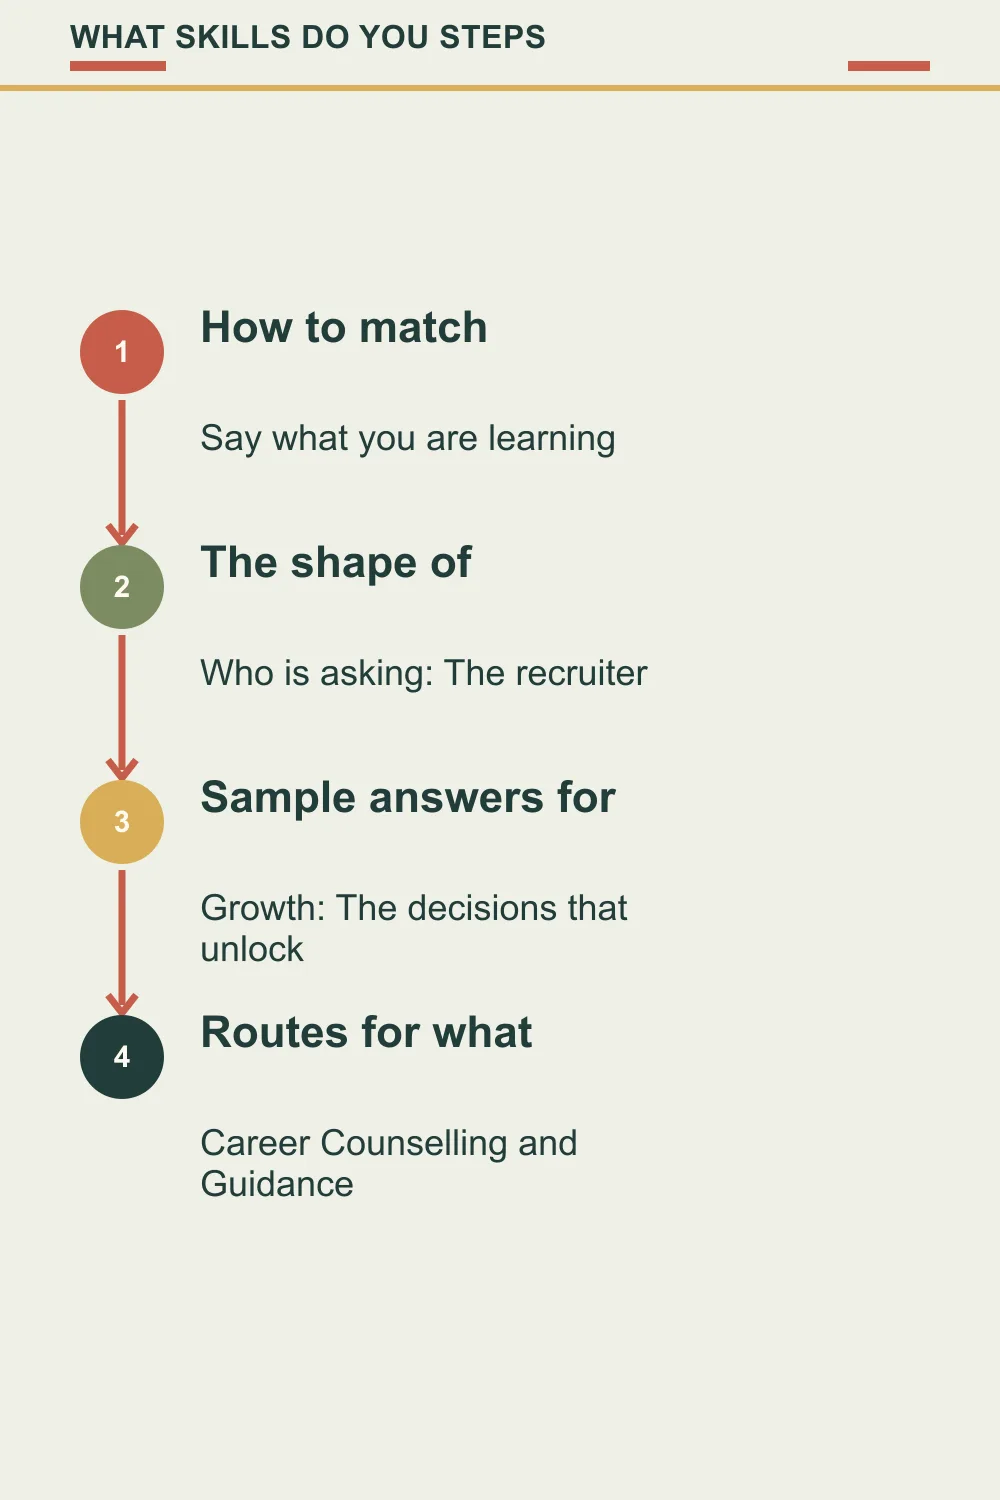 WHAT SKILLS DO YOU STEPS
1
How to match
Say what you are learning
2
The shape of
Who is asking: The recruiter
3
Sample answers for
Growth: The decisions that
unlock
4
Routes for what
Career Counselling and
Guidance